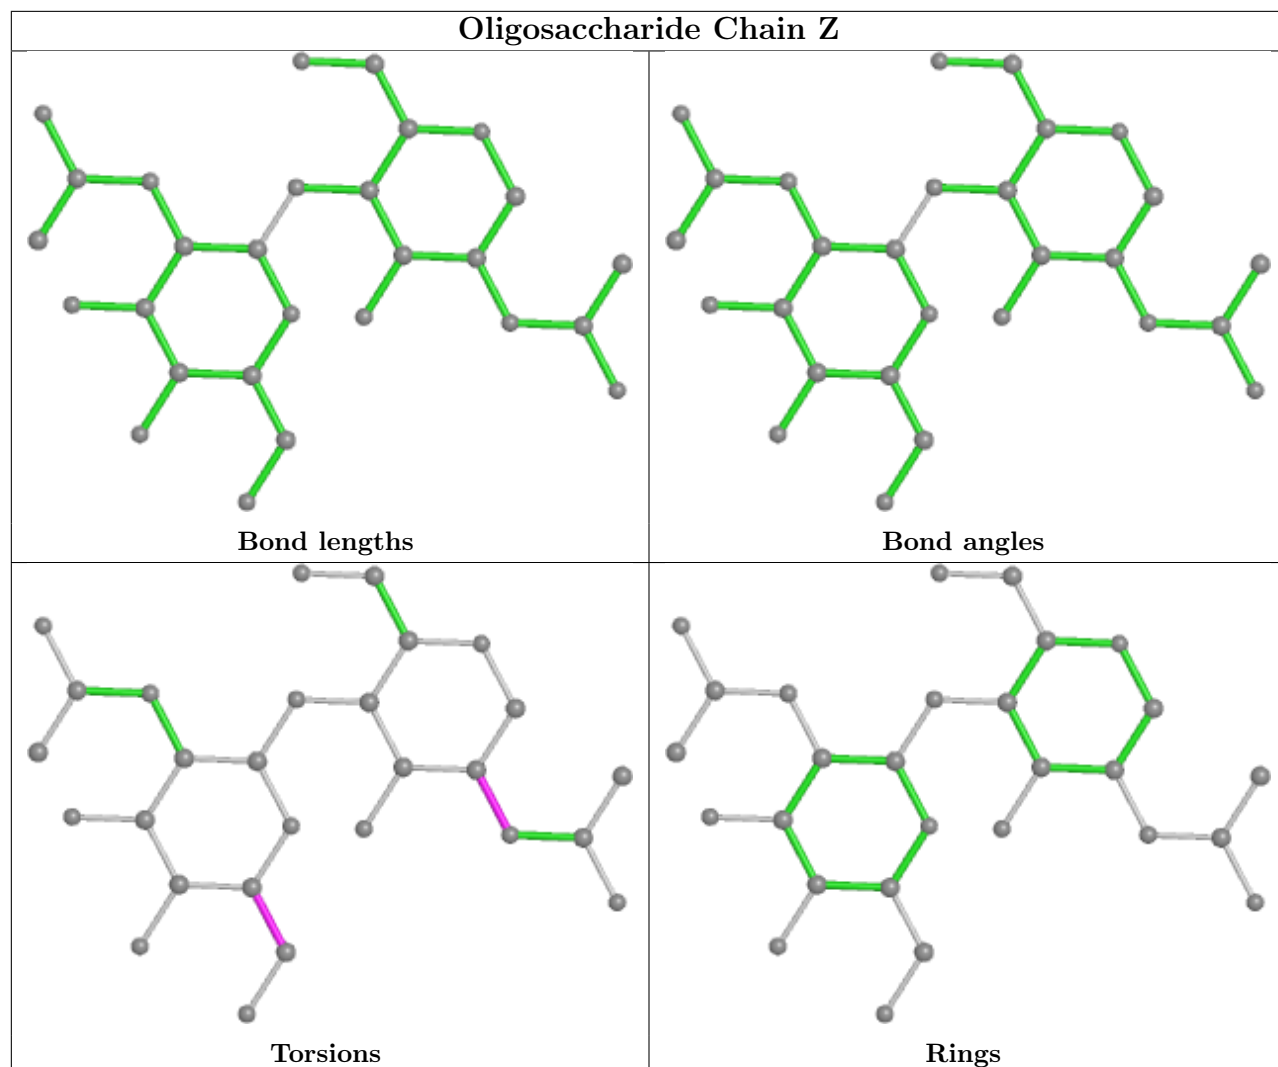 Oligosaccharide Chain Z
Bond lengths
Bond angles
Torsions
Rings